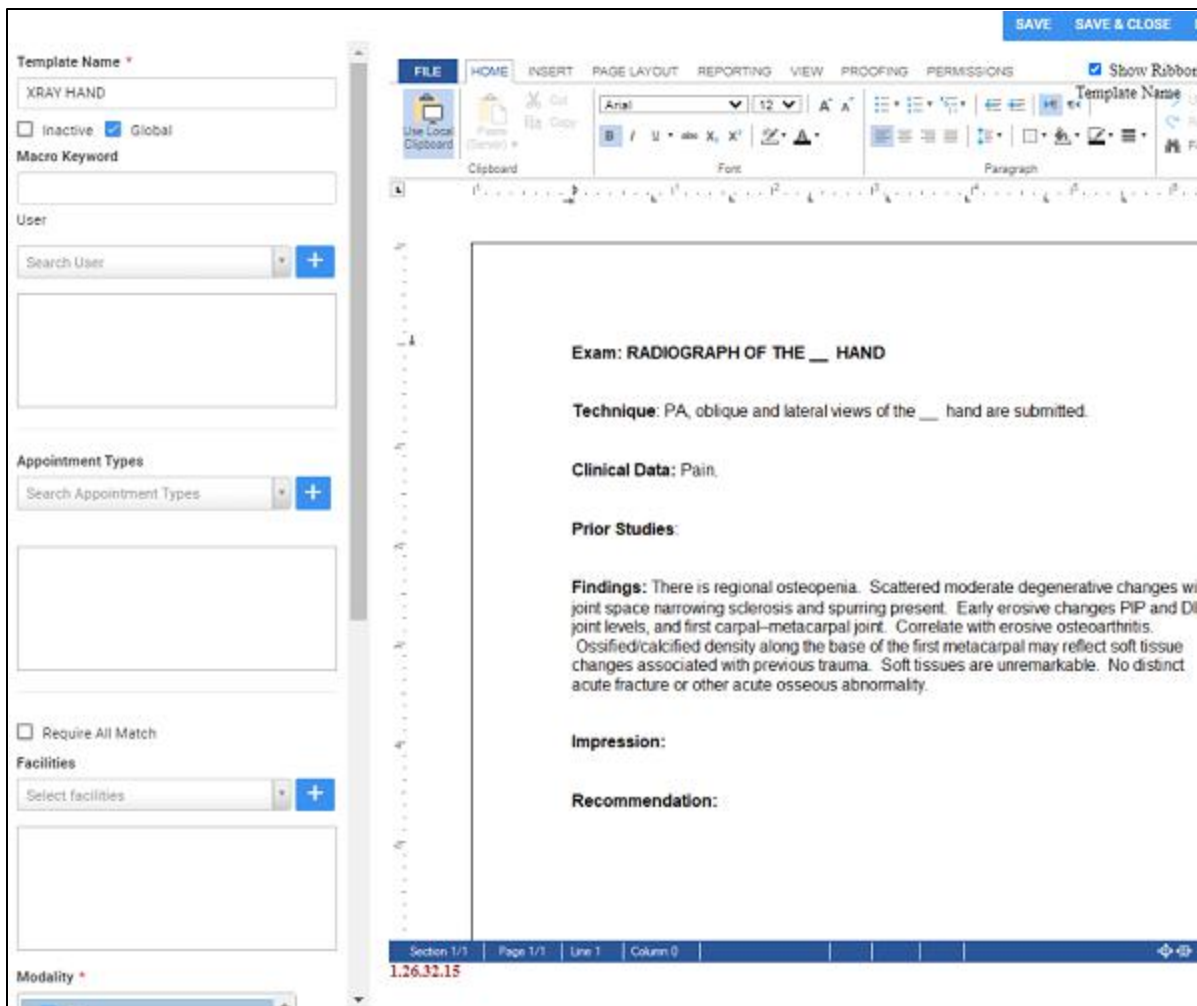 SAVE SAVE & CLOSE
Template Name *
XRAY HAND
Inactive Global
Macro Keyword
User
Search User
Appointment Types
Search Appointment Types
Require All Match
Facilities
Select facilities
Modality *
FILE HOME INSERT PAGE LAYOUT REPORTING VIEW PROOFING PERMISSIONS Show Ribbon
Template Name
Use Local Clipboard
Paste (Server)
Cut
Copy
Arial 12
Clipboard Font Paragraph
Exam: RADIOGRAPH OF THE __ HAND
Technique: PA, oblique and lateral views of the __ hand are submitted.
Clinical Data: Pain.
Prior Studies:
Findings: There is regional osteopenia. Scattered moderate degenerative changes
joint space narrowing sclerosis and spurring present. Early erosive changes PIP and
joint levels, and first carpal–metacarpal joint. Correlate with erosive osteoarthritis.
Ossified/calcified density along the base of the first metacarpal may reflect soft tissue
changes associated with previous trauma. Soft tissues are unremarkable. No distinct
acute fracture or other acute osseous abnormality.
Impression:
Recommendation:
Section 1/1 Page 1/1 Line 1 Column 0
1.26.32.15